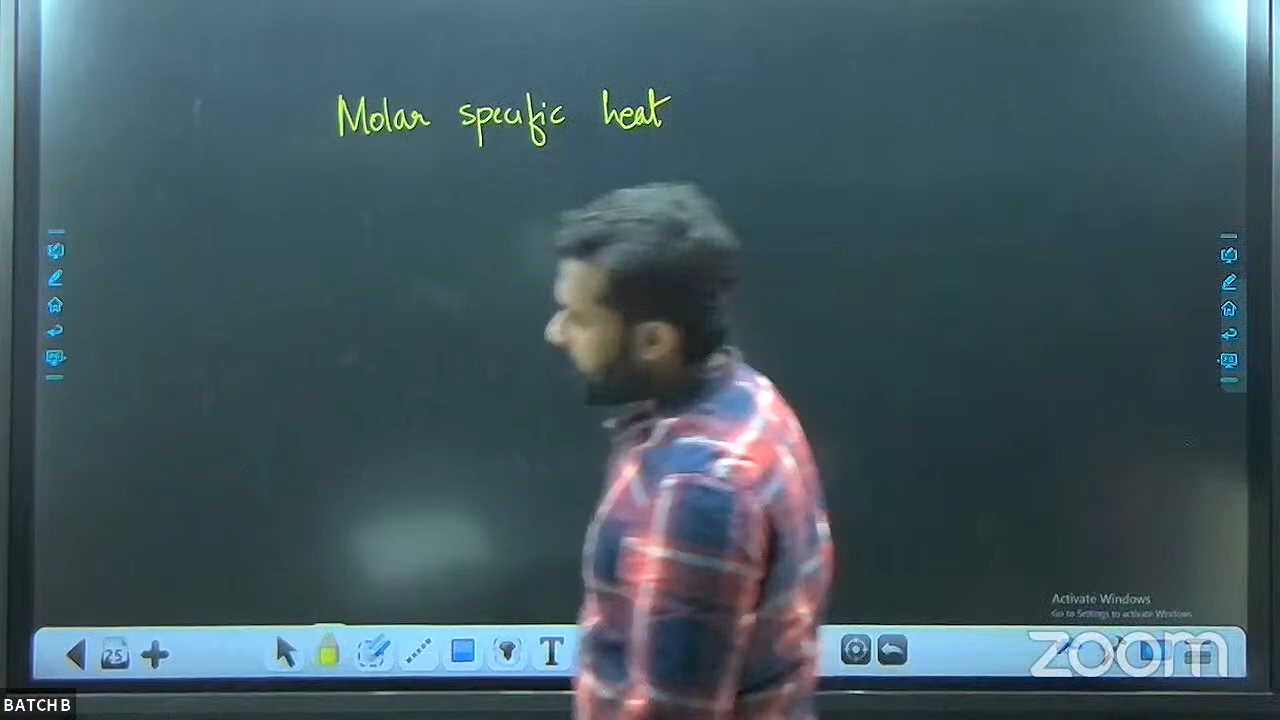 Molar specific heat
25
T
Activate Windows
Go to Settings to activate Windows.
zoom
BATCH B